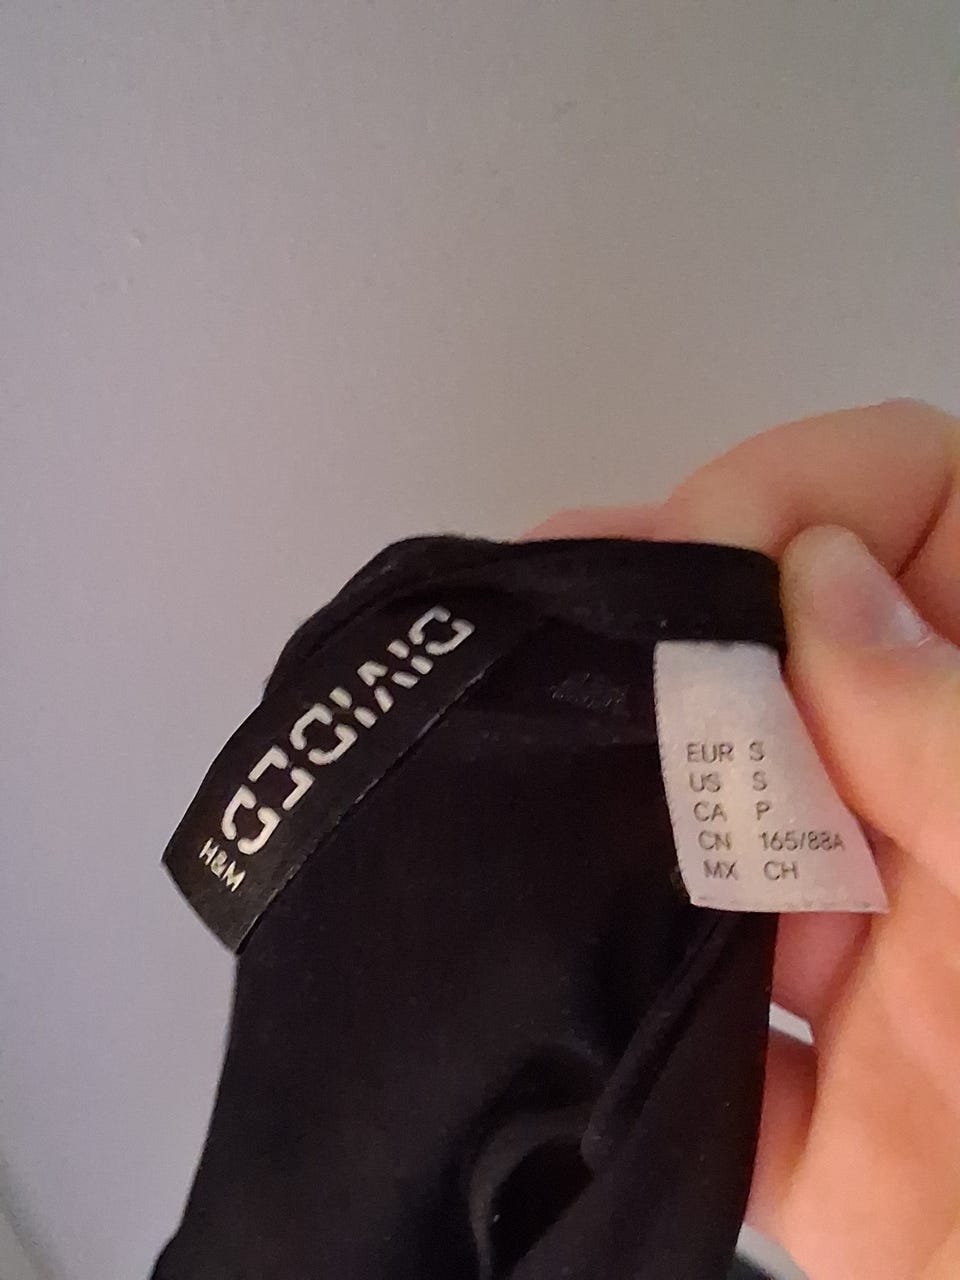 DIVIDED
H&M
EUR S
US S
CA P
CN 165/88A
MX CH